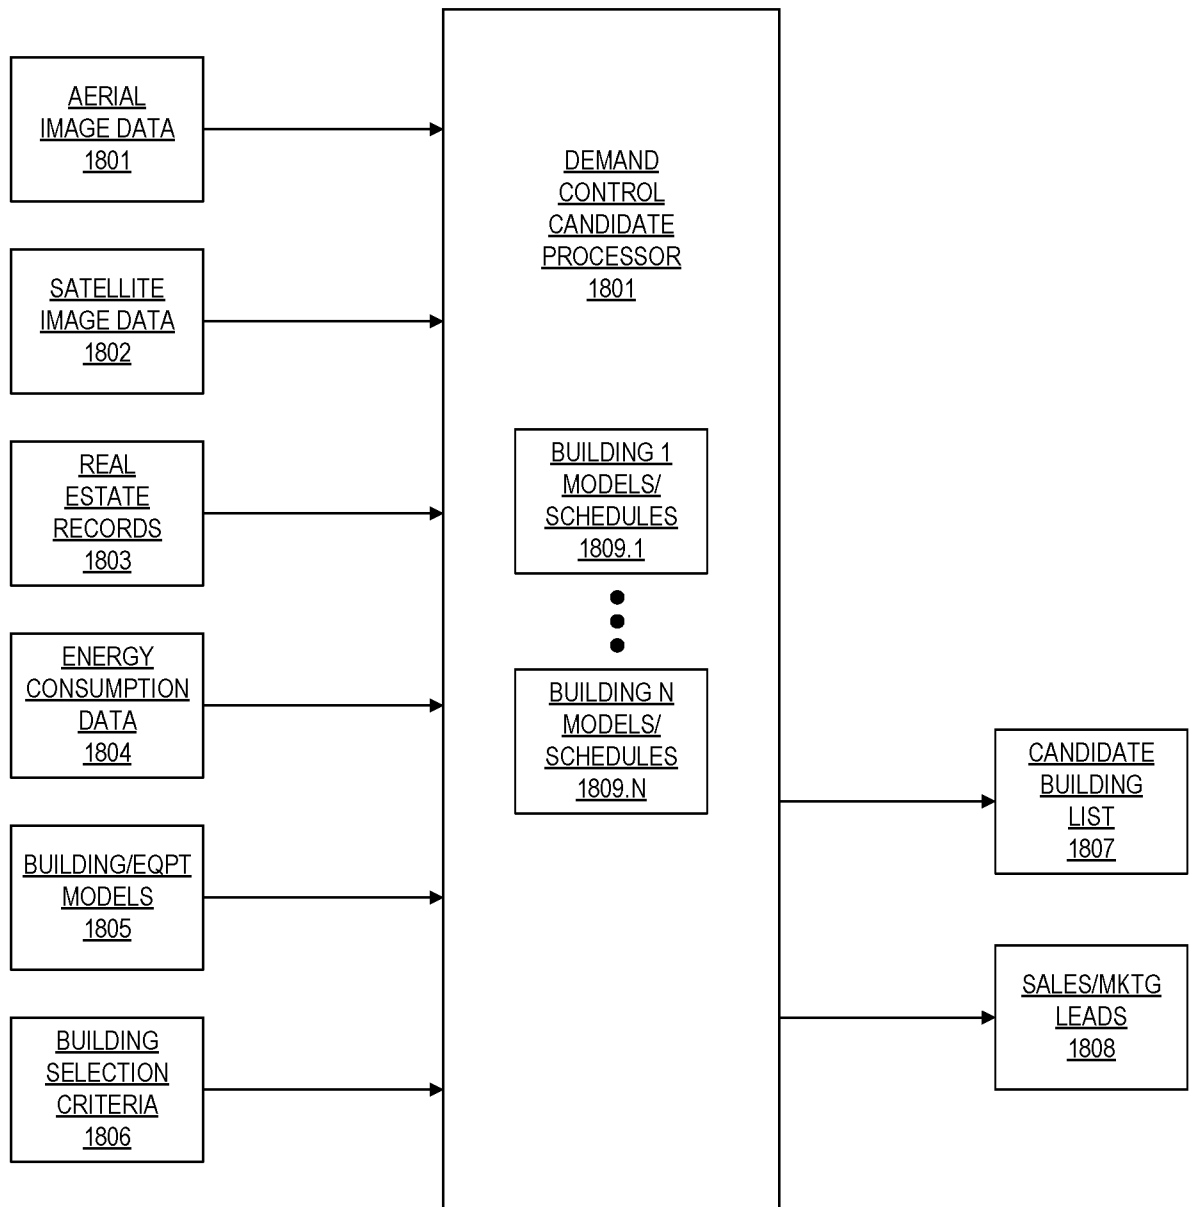 AERIAL
IMAGE DATA
1801
SATELLITE
IMAGE DATA
1802
REAL
ESTATE
RECORDS
1803
ENERGY
CONSUMPTION
DATA
1804
BUILDING/EQPT
MODELS
1805
BUILDING
SELECTION
CRITERIA
1806
DEMAND
CONTROL
CANDIDATE
PROCESSOR
1801
BUILDING 1
MODELS/
SCHEDULES
1809.1
BUILDING N
MODELS/
SCHEDULES
1809.N
CANDIDATE
BUILDING
LIST
1807
SALES/MKTG
LEADS
1808